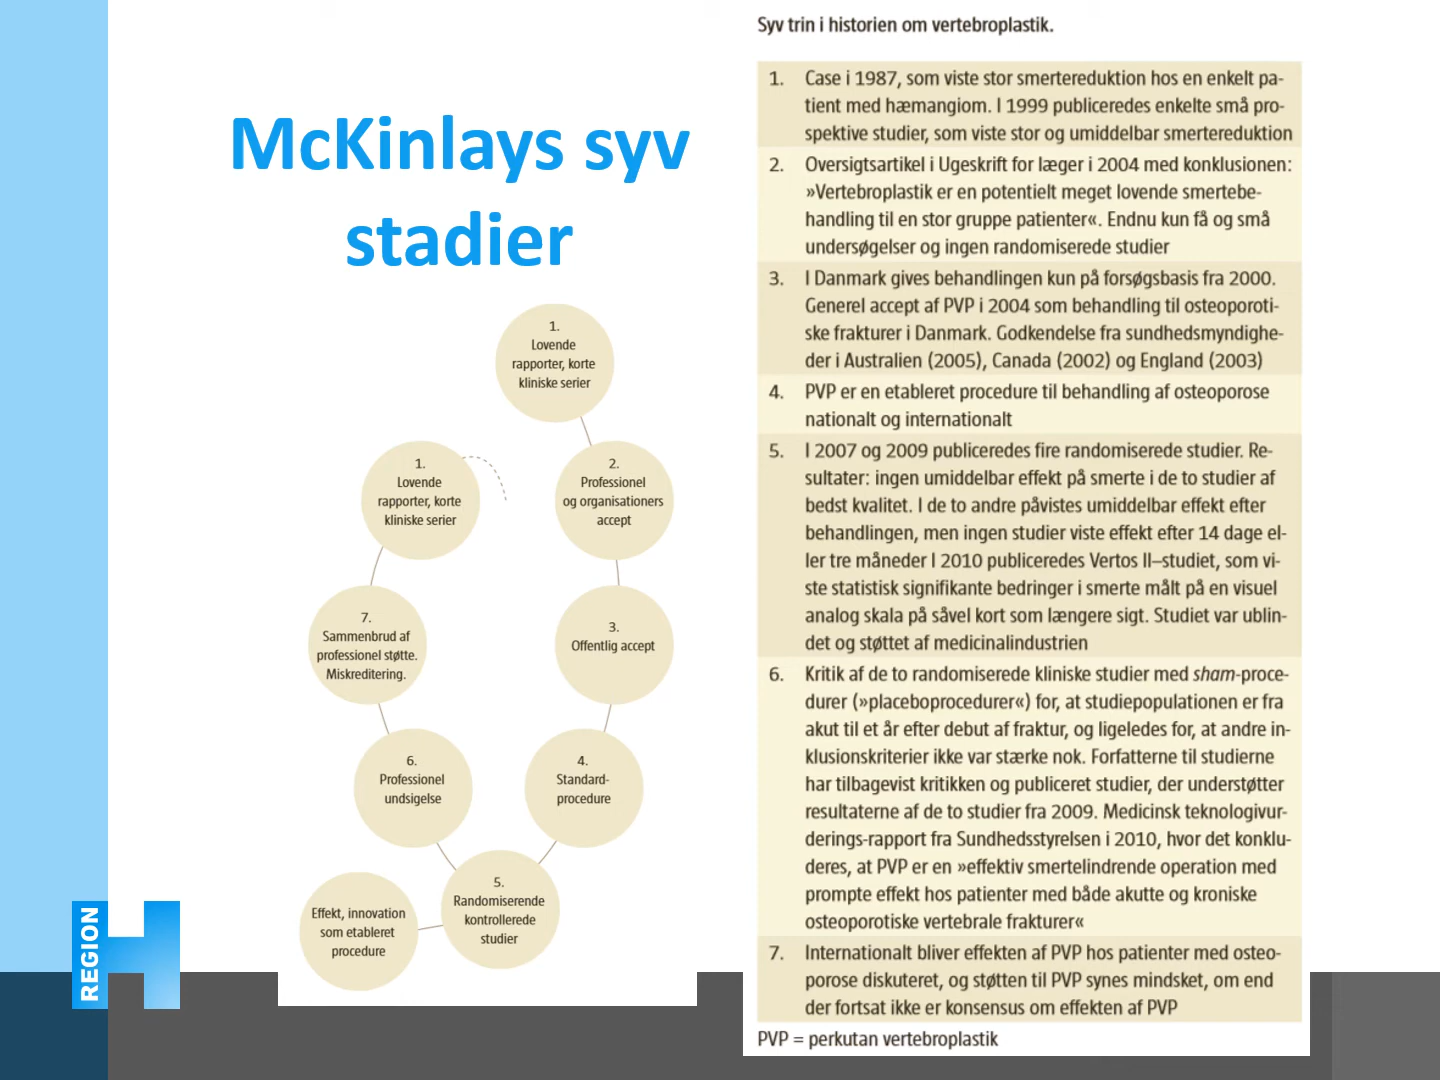 McKinlays syv
stadier
1.
Lovende
rapporter, korte
kliniske serier
1.
Lovende
rapporter, korte
kliniske serier
2.
Professionel
og organisationers
accept
7.
Sammenbrud af
professionel støtte.
Miskreditering.
3.
Offentlig accept
6.
Professionel
undsigelse
4.
Standard-
procedure
5.
Randomiserende
kontrollerede
studier
Effekt, innovation
som etableret
procedure
REGION
Syv trin i historien om vertebroplastik.
1. Case i 1987, som viste stor smertereduktion hos en enkelt pa-
tient med hæmangiom. I 1999 publiceredes enkelte små pro-
spektive studier, som viste stor og umiddelbar smertereduktion
2. Oversigtsartikel i Ugeskrift for læger i 2004 med konklusionen:
»Vertebroplastik er en potentielt meget lovende smertebe-
handling til en stor gruppe patienter«. Endnu kun få og små
undersøgelser og ingen randomiserede studier
3. I Danmark gives behandlingen kun på forsøgsbasis fra 2000.
Generel accept af PVP i 2004 som behandling til osteoporoti-
ske frakturer i Danmark. Godkendelse fra sundhedsmyndighe-
der i Australien (2005), Canada (2002) og England (2003)
4. PVP er en etableret procedure til behandling af osteoporose
nationalt og internationalt
5. I 2007 og 2009 publiceredes fire randomiserede studier. Re-
sultater: ingen umiddelbar effekt på smerte i de to studier af
bedst kvalitet. I de to andre påvistes umiddelbar effekt efter
behandlingen, men ingen studier viste effekt efter 14 dage el-
ler tre måneder I 2010 publiceredes Vertos II–studiet, som vi-
ste statistisk signifikante bedringer i smerte målt på en visuel
analog skala på såvel kort som længere sigt. Studiet var ublin-
det og støttet af medicinalindustrien
6. Kritik af de to randomiserede kliniske studier med sham-proce-
durer (»placeboprocedurer«) for, at studiepopulationen er fra
akut til et år efter debut af fraktur, og ligeledes for, at andre in-
klusionskriterier ikke var stærke nok. Forfatterne til studierne
har tilbagevist kritikken og publiceret studier, der understøtter
resultaterne af de to studier fra 2009. Medicinsk teknologivur-
derings-rapport fra Sundhedsstyrelsen i 2010, hvor det konklu-
deres, at PVP er en »effektiv smertelindrende operation med
prompte effekt hos patienter med både akutte og kroniske
osteoporotiske vertebrale frakturer«
7. Internationalt bliver effekten af PVP hos patienter med osteo-
porose diskuteret, og støtten til PVP synes mindsket, om end
der fortsat ikke er konsensus om effekten af PVP
PVP = perkutan vertebroplastik